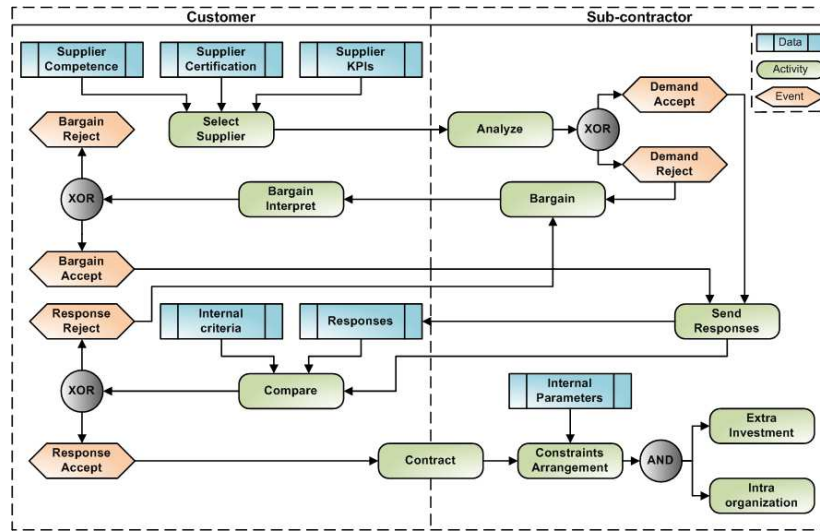 Customer
Sub-contractor
Supplier
Competence
Supplier
Certification
Supplier
KPIs
Data
Activity
Event
Bargain
Reject
Select
Supplier
Analyze
XOR
Demand
Accept
Demand
Reject
XOR
Bargain
Interpret
Bargain
Bargain
Accept
Response
Reject
Internal
criteria
Responses
Send
Responses
XOR
Compare
Internal
Parameters
Response
Accept
Contract
Constraints
Arrangement
AND
Extra
Investment
Intra
organization